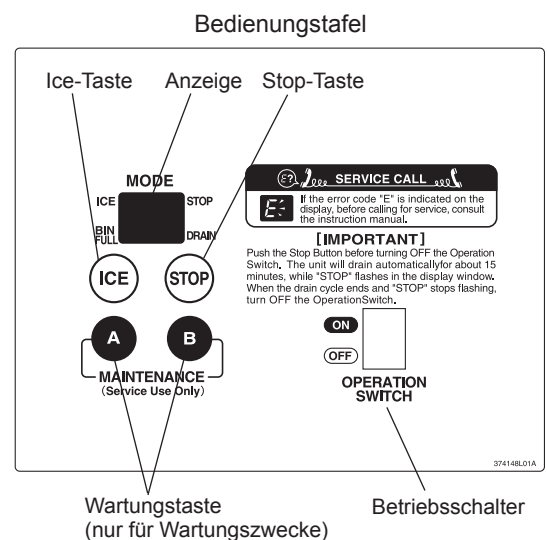 Bedienungstafel
Ice-Taste
Anzeige
Stop-Taste
MODE
ICE
STOP
BIN
FULL
DRAIN
ICE
STOP
A
B
MAINTENANCE
(Service Use Only)
E?
SERVICE CALL
E
If the error code "E" is indicated on the
display, before calling for service, consult
the instruction manual.
[IMPORTANT]
Push the Stop Button before turning OFF the Operation
Switch. The unit will drain automaticallyfor about 15
minutes, while "STOP" flashes in the display window.
When the drain cycle ends and "STOP" stops flashing,
turn OFF the OperationSwitch.
ON
OFF
OPERATION
SWITCH
374148L01A
Wartungstaste
(nur für Wartungszwecke)
Betriebsschalter